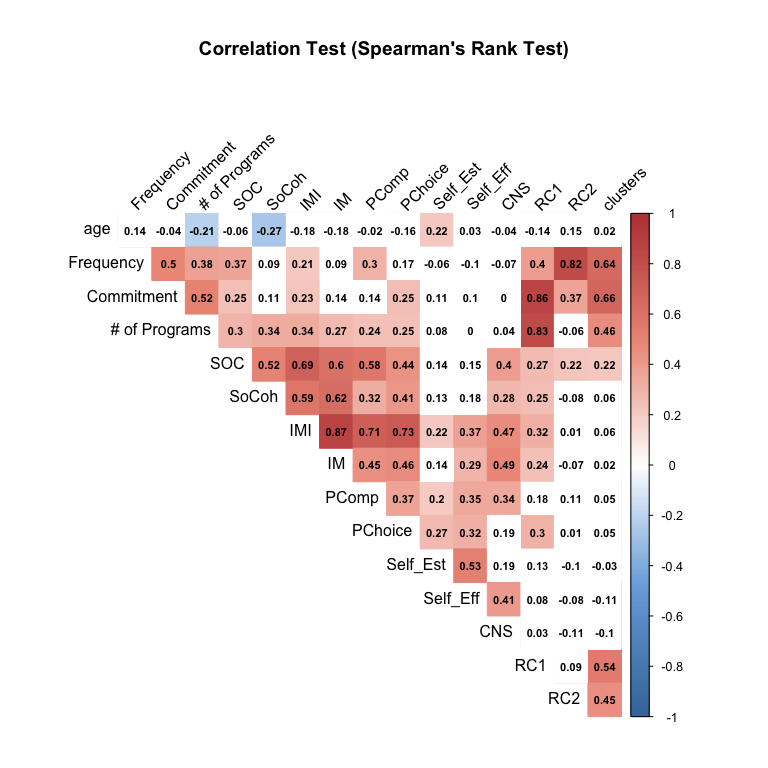 Correlation Test (Spearman's Rank Test)
Frequency Commitment # of Programs SOC SoCoh IMI IM PComp PChoice Self_Est Self_Eff CNS RC1 RC2 clusters
age 0.14 -0.04 -0.21 -0.06 -0.27 -0.18 -0.18 -0.02 -0.16 0.22 0.03 -0.04 -0.14 0.15 0.02
Frequency 0.5 0.38 0.37 0.09 0.21 0.09 0.3 0.17 -0.06 -0.1 -0.07 0.4 0.82 0.64
Commitment 0.52 0.25 0.11 0.23 0.14 0.14 0.25 0.11 0.1 0 0.86 0.37 0.66
# of Programs 0.3 0.34 0.34 0.27 0.24 0.25 0.08 0 0.04 0.83 -0.06 0.46
SOC 0.52 0.69 0.6 0.58 0.44 0.14 0.15 0.4 0.27 0.22 0.22
SoCoh 0.59 0.62 0.32 0.41 0.13 0.18 0.28 0.25 -0.08 0.06
IMI 0.87 0.71 0.73 0.22 0.37 0.47 0.32 0.01 0.06
IM 0.45 0.46 0.14 0.29 0.49 0.24 -0.07 0.02
PComp 0.37 0.2 0.35 0.34 0.18 0.11 0.05
PChoice 0.27 0.32 0.19 0.3 0.01 0.05
Self_Est 0.53 0.19 0.13 -0.1 -0.03
Self_Eff 0.41 0.08 -0.08 -0.11
CNS 0.03 -0.11 -0.1
RC1 0.09 0.54
RC2 0.45
1
0.8
0.6
0.4
0.2
0
-0.2
-0.4
-0.6
-0.8
-1